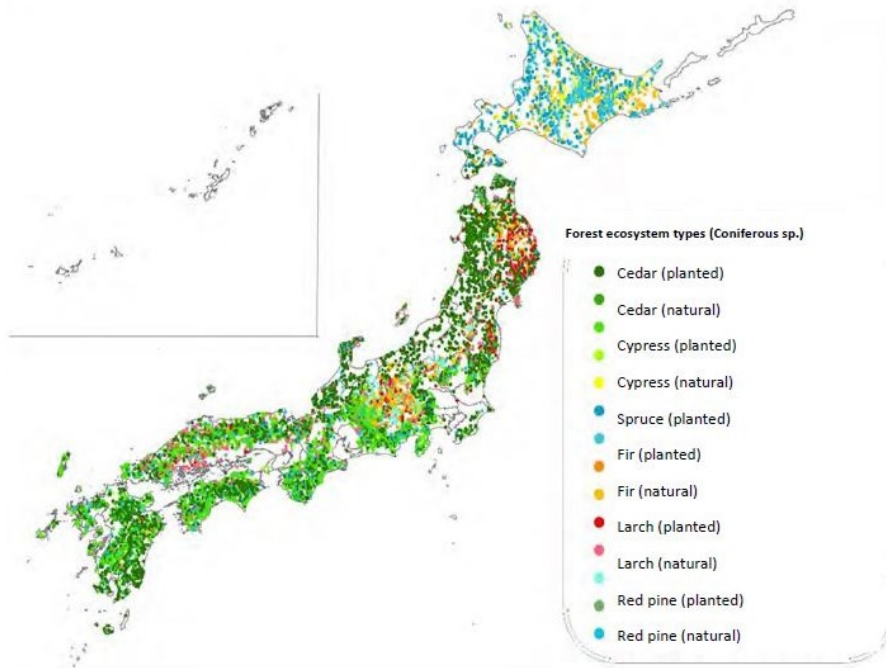 Forest ecosystem types (Coniferous sp.)
Cedar (planted)
Cedar (natural)
Cypress (planted)
Cypress (natural)
Spruce (planted)
Fir (planted)
Fir (natural)
Larch (planted)
Larch (natural)
Red pine (planted)
Red pine (natural)